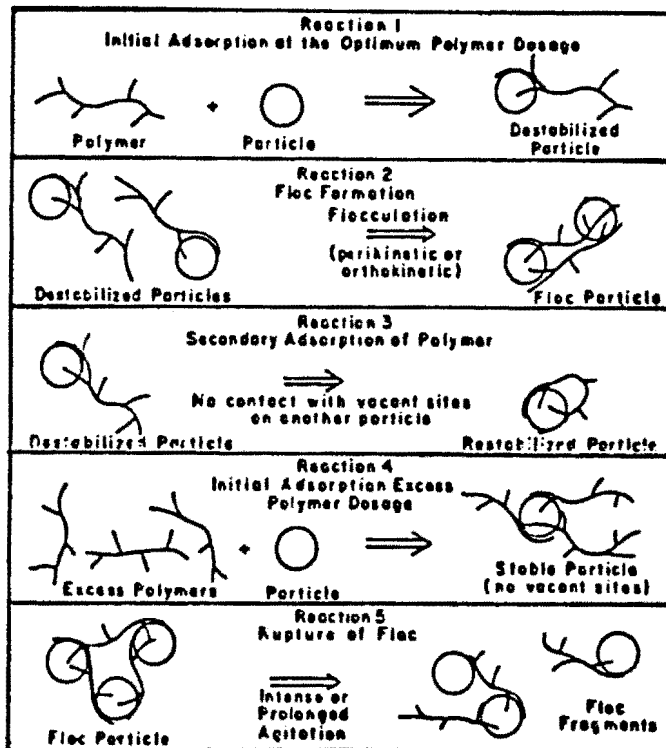 Reaction 1
Initial Adsorption at the Optimum Polymer Dosage
+
Polymer
Particle
Destabilized
Particle
Reaction 2
Floc Formation
Flocculation
(perikinetic or
orthokinetic)
Destabilized Particles
Floc Particle
Reaction 3
Secondary Adsorption of Polymer
No contact with vacant sites
on another particle
Destabilized Particle
Restabilized Particle
Reaction 4
Initial Adsorption Excess
Polymer Dosage
+
Excess Polymers
Particle
Stable Particle
(no vacant sites)
Reaction 5
Rupture of Floc
Intense or
Prolonged
Agitation
Floc Particle
Floc
Fragments